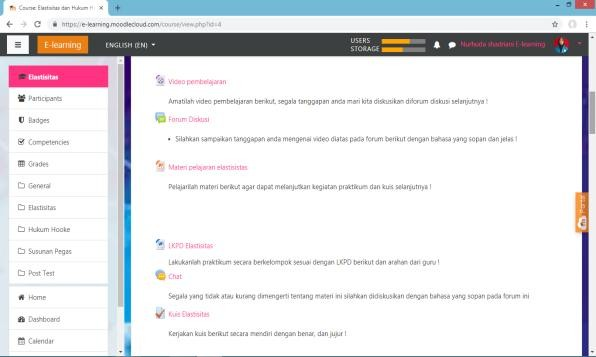 Course: Elastisitas dan Hukum H
https://e-learning.moodlecloud.com/course/view.php?id=4
E-learning
ENGLISH (EN)
USERS
STORAGE
Nurhuda shadriani E-learning
Elastisitas
Participants
Badges
Competencies
Grades
General
Elastisitas
Hukum Hooke
Susunan Pegas
Post Test
Home
Dashboard
Calendar
Video pembelajaran
Amatilah video pembelajaran berikut, segala tanggapan anda mari kita diskusikan diforum diskusi selanjutnya !
Forum Diskusi
• Silahkan sampaikan tanggapan anda mengenai video diatas pada forum berikut dengan bahasa yang sopan dan jelas !
Materi pelajaran elastisistas
Pelajarilah materi berikut agar dapat melanjutkan kegiatan praktikum dan kuis selanjutnya !
LKPD Elastisitas
Lakukanlah praktikum secara berkelompok sesuai dengan LKPD berikut dan arahan dari guru !
Chat
Segala yang tidak atau kurang dimengerti tentang materi ini silahkan didiskusikan dengan bahasa yang sopan pada forum ini
Kuis Elastisitas
Kerjakan kuis berikut secara mendiri dengan benar, dan jujur !
Portal